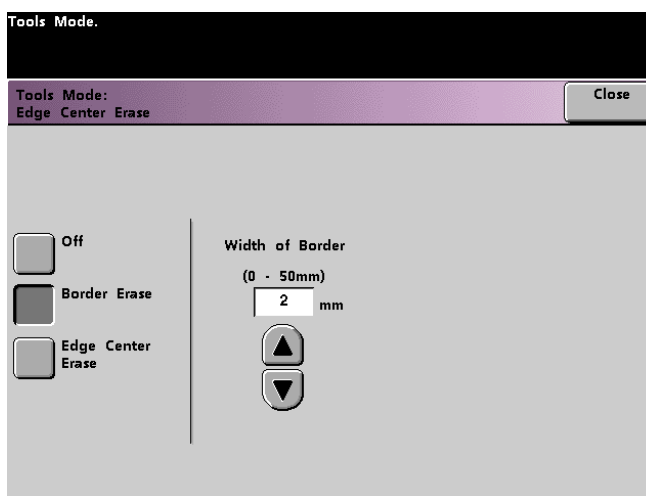 Tools Mode.
Tools Mode:
Edge Center Erase
Close
Off
Border Erase
Edge Center
Erase
Width of Border
(0 - 50mm)
2 mm